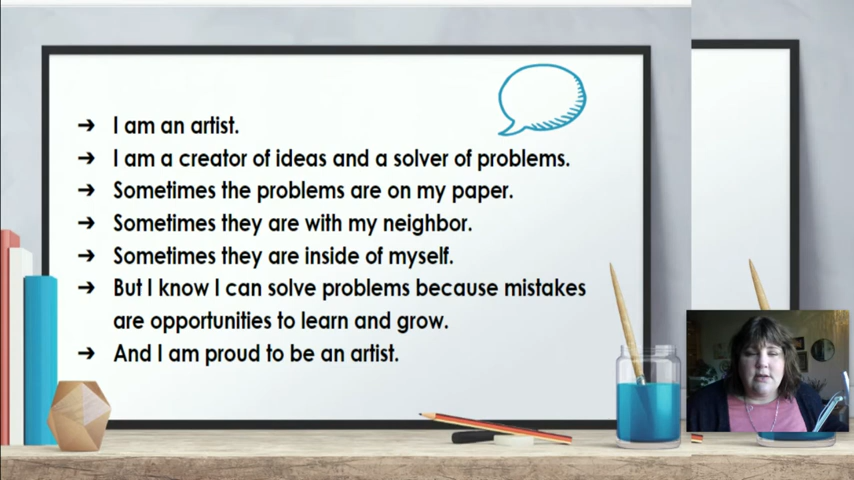 → I am an artist.
→ I am a creator of ideas and a solver of problems.
→ Sometimes the problems are on my paper.
→ Sometimes they are with my neighbor.
→ Sometimes they are inside of myself.
→ But I know I can solve problems because mistakes
are opportunities to learn and grow.
→ And I am proud to be an artist.